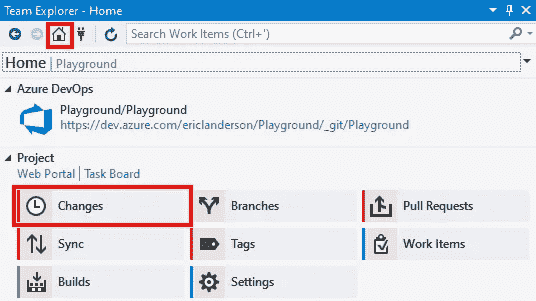 Team Explorer - Home
Search Work Items (Ctrl+')
Home | Playground
Azure DevOps
Playground/Playground
https://dev.azure.com/ericlanderson/Playground/_git/Playground
Project
Web Portal | Task Board
Changes Branches Pull Requests
Sync Tags Work Items
Builds Settings